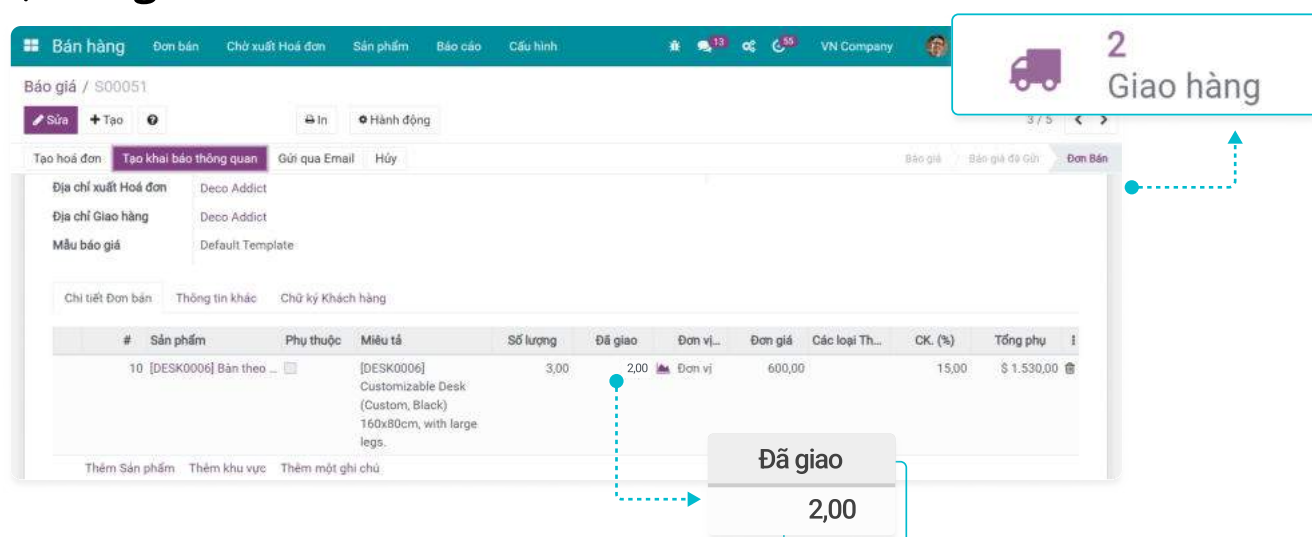 Bán hàng Đơn bán Chờ xuất Hoá đơn Sản phẩm Báo cáo Cấu hình 13 55 VN Company
2
Giao hàng
Báo giá / S00051
Sửa Tạo In Hành động 3 / 5
Tạo hoá đơn Tạo khai báo thông quan Gửi qua Email Hủy Báo giá Báo giá đã Gửi Đơn Bán
Địa chỉ xuất Hoá đơn Deco Addict
Địa chỉ Giao hàng Deco Addict
Mẫu báo giá Default Template
Chi tiết Đơn bán Thông tin khác Chữ ký Khách hàng
# Sản phẩm Phụ thuộc Miêu tả Số lượng Đã giao Đơn vị... Đơn giá Các loại Th... CK. (%) Tổng phụ
10 [DESK0006] Bàn theo ... [DESK0006] 3,00 2,00 Đơn vị 600,00 15,00 $ 1.530,00
Customizable Desk
(Custom, Black)
160x80cm, with large
legs.
Thêm Sản phẩm Thêm khu vực Thêm một ghi chú
Đã giao
2,00